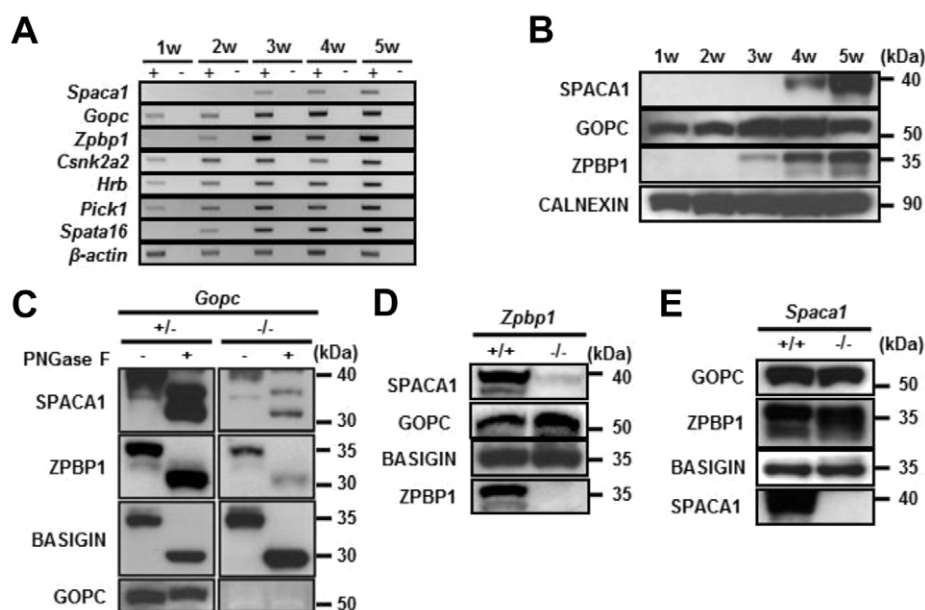 A
1w 2w 3w 4w 5w
+ - + - + - + - + -
Spaca1
Gopc
Zpbp1
Csnk2a2
Hrb
Pick1
Spata16
β-actin
B
1w 2w 3w 4w 5w (kDa)
SPACA1 40
GOPC 50
ZPBP1 35
CALNEXIN 90
C
Gopc
+/- -/-
PNGase F - + - + (kDa)
40
SPACA1
30
35
ZPBP1
30
35
BASIGIN
30
GOPC
50
D
Zpbp1
+/+ -/- (kDa)
SPACA1 40
GOPC 50
BASIGIN 35
ZPBP1 35
E
Spaca1
+/+ -/- (kDa)
GOPC 50
ZPBP1 35
BASIGIN 35
SPACA1 40